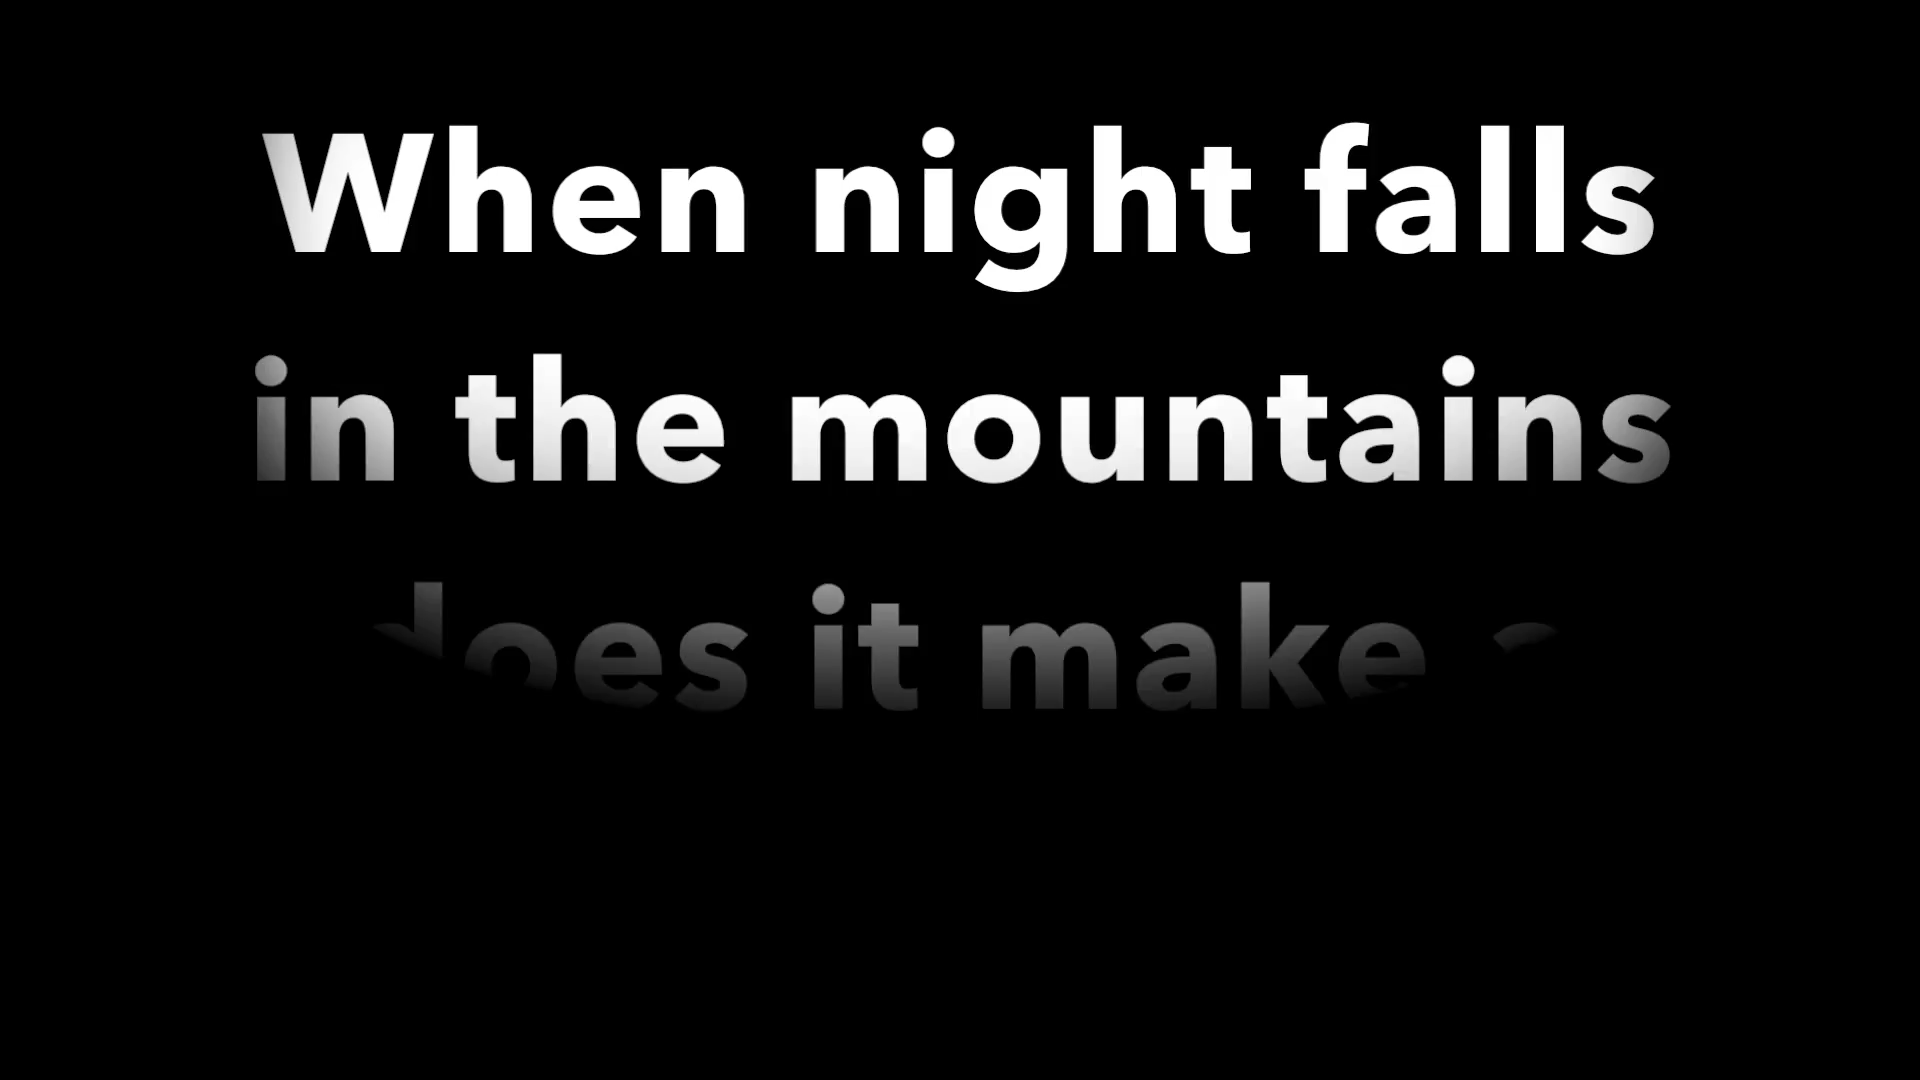 When night falls
in the mountains
does it make a